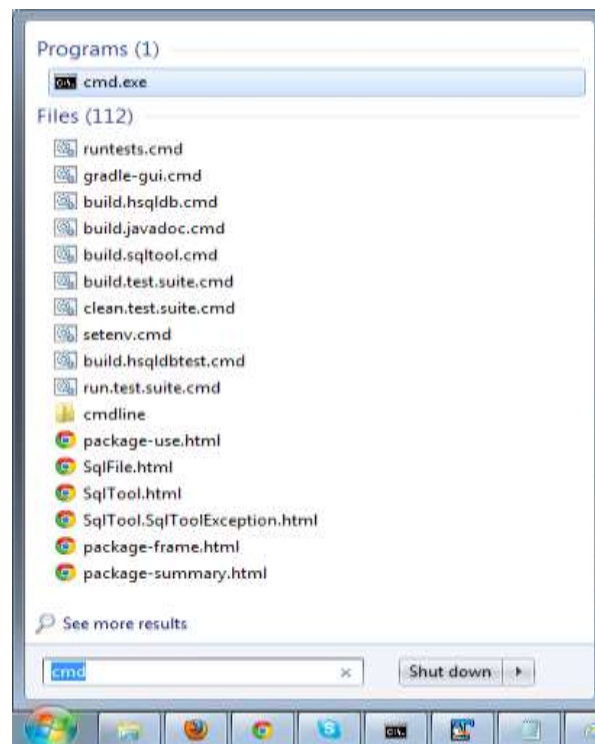 Programs (1)
cmd.exe
Files (112)
runtests.cmd
gradle-gui.cmd
build.hsqldb.cmd
build.javadoc.cmd
build.sqltool.cmd
build.test.suite.cmd
clean.test.suite.cmd
setenv.cmd
build.hsqldbtest.cmd
run.test.suite.cmd
cmdline
package-use.html
SqlFile.html
SqlTool.html
SqlTool.SqlToolException.html
package-frame.html
package-summary.html
See more results
cmd
Shut down